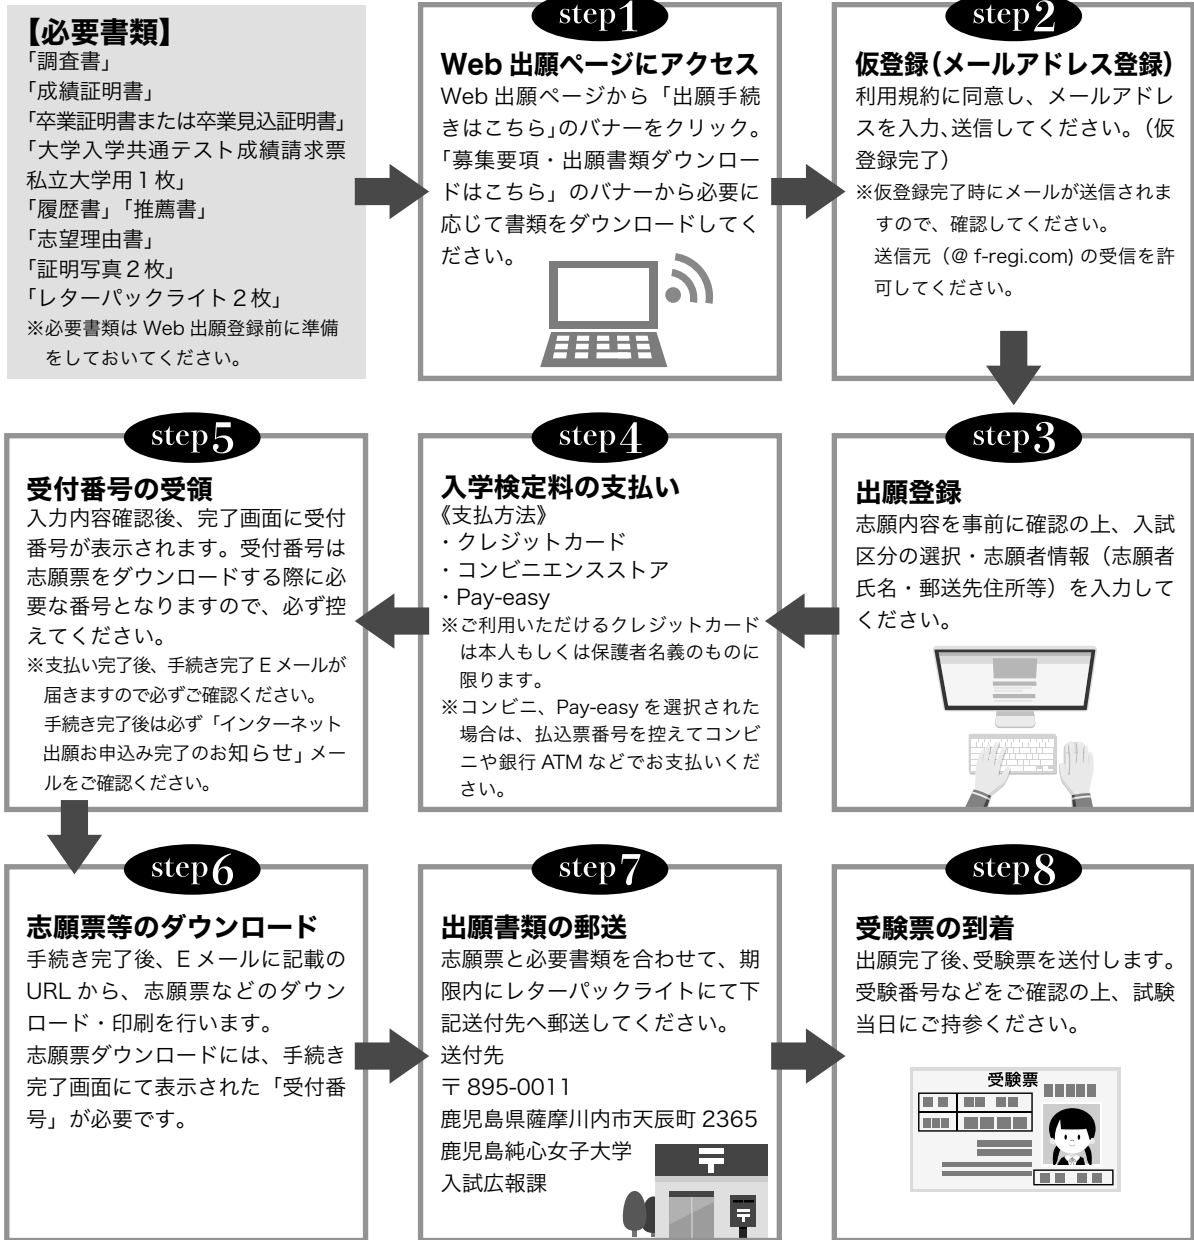 【必要書類】
「調査書」
「成績証明書」
「卒業証明書または卒業見込証明書」
「大学入学共通テスト成績請求票
私立大学用1枚」
「履歴書」「推薦書」
「志望理由書」
「証明写真2枚」
「レターパックライト2枚」
※必要書類は Web 出願登録前に準備
をしておいてください。
step1
Web 出願ページにアクセス
Web 出願ページから「出願手続
きはこちら」のバナーをクリック。
「募集要項・出願書類ダウンロー
ドはこちら」のバナーから必要に
応じて書類をダウンロードしてく
ださい。
step2
仮登録(メールアドレス登録)
利用規約に同意し、メールアドレ
スを入力、送信してください。(仮
登録完了)
※仮登録完了時にメールが送信されま
すので、確認してください。
送信元(@ f-regi.com) の受信を許
可してください。
step3
出願登録
志願内容を事前に確認の上、入試
区分の選択・志願者情報(志願者
氏名・郵送先住所等)を入力して
ください。
step4
入学検定料の支払い
《支払方法》
・クレジットカード
・コンビニエンスストア
・Pay-easy
※ご利用いただけるクレジットカード
は本人もしくは保護者名義のものに
限ります。
※コンビニ、Pay-easy を選択された
場合は、払込票番号を控えてコンビ
ニや銀行 ATM などでお支払いくだ
さい。
step5
受付番号の受領
入力内容確認後、完了画面に受付
番号が表示されます。受付番号は
志願票をダウンロードする際に必
要な番号となりますので、必ず控
えてください。
※支払い完了後、手続き完了 E メールが
届きますので必ずご確認ください。
手続き完了後は必ず「インターネット
出願お申込み完了のお知らせ」メー
ルをご確認ください。
step6
志願票等のダウンロード
手続き完了後、E メールに記載の
URL から、志願票などのダウン
ロード・印刷を行います。
志願票ダウンロードには、手続き
完了画面にて表示された「受付番
号」が必要です。
step7
出願書類の郵送
志願票と必要書類を合わせて、期
限内にレターパックライトにて下
記送付先へ郵送してください。
送付先
〒 895-0011
鹿児島県薩摩川内市天辰町 2365
鹿児島純心女子大学
入試広報課
〒
〒
step8
受験票の到着
出願完了後、受験票を送付します。
受験番号などをご確認の上、試験
当日にご持参ください。
受験票